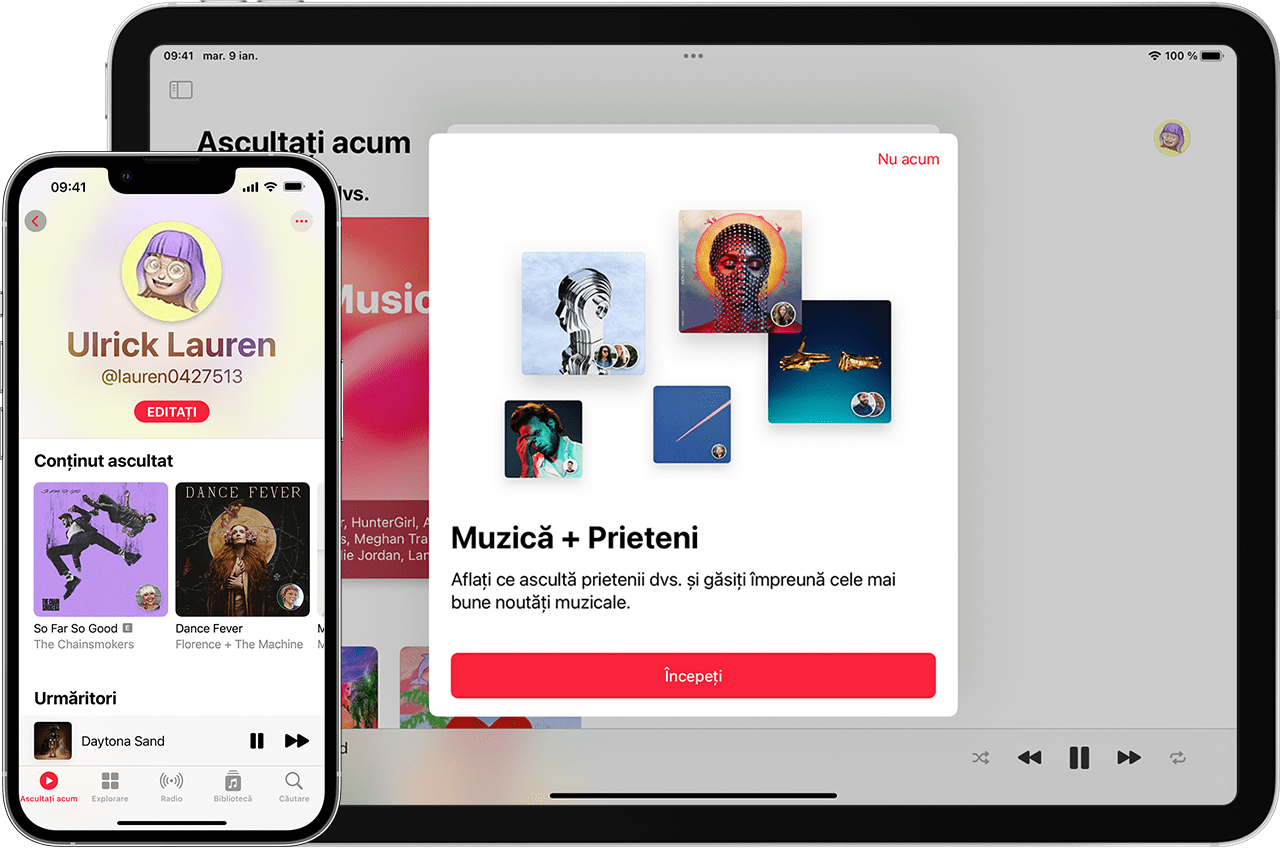 09:41 mar. 9 ian.
100 %
Ascultați acum
dvs.
Music
r, HunterGirl, A
s, Meghan Tra
lie Jordan, Lan
Nu acum
Muzică + Prieteni
Aflați ce ascultă prietenii dvs. și găsiți împreună cele mai
bune noutăți muzicale.
Începeți
09:41
Ulrick Lauren
@lauren0427513
EDITAȚI
Conținut ascultat
DANCE FEVER
So Far So Good E
The Chainsmokers
Dance Fever
Florence + The Machine
Următitori
Daytona Sand
Ascultați acum
Explorare
Radio
Bibliotecă
Căutare